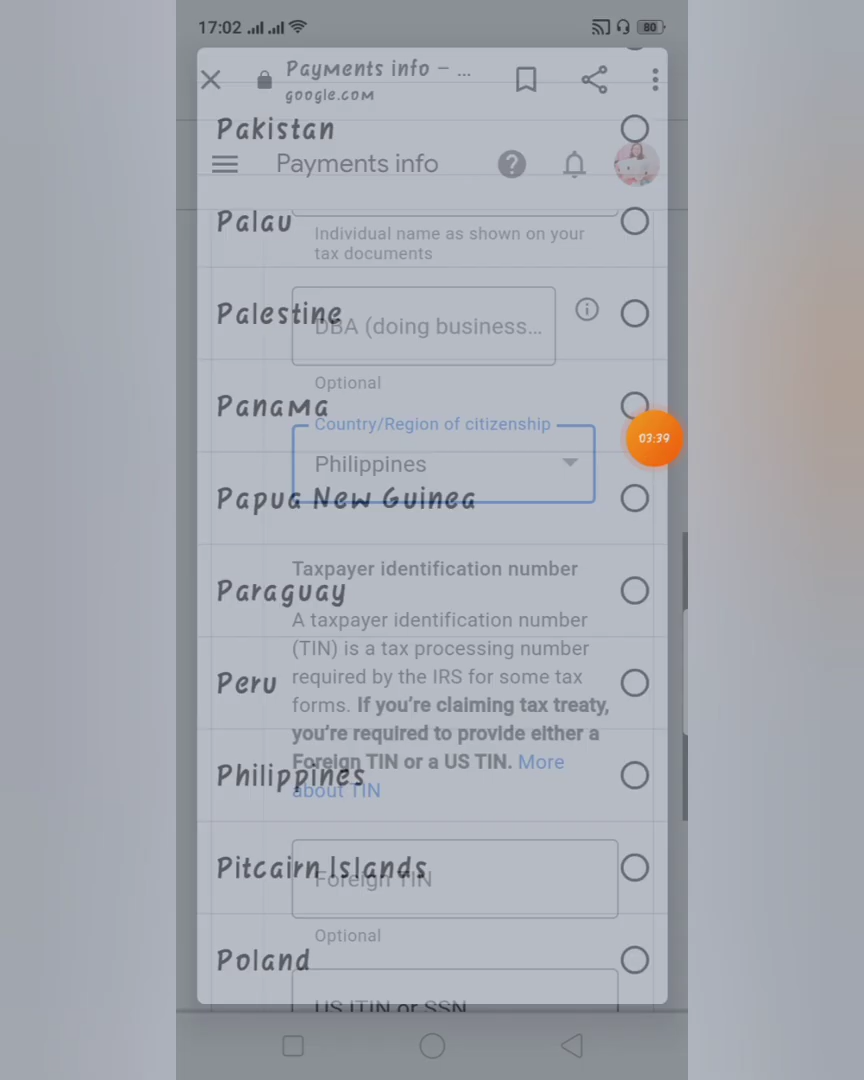 17:02
80
Payments info – ...
google.com
Pakistan
Payments info
Palau
Individual name as shown on your
tax documents
Palestine
DBA (doing business...
Optional
Panama
Country/Region of citizenship
03:39
Philippines
Papua New Guinea
Taxpayer identification number
Paraguay
A taxpayer identification number
(TIN) is a tax processing number
Peru
required by the IRS for some tax
forms. If you're claiming tax treaty,
you're required to provide either a
Foreign TIN or a US TIN. More
Philippines
about TIN
Pitcairn Islands
Foreign TIN
Optional
Poland
US ITIN or SSN